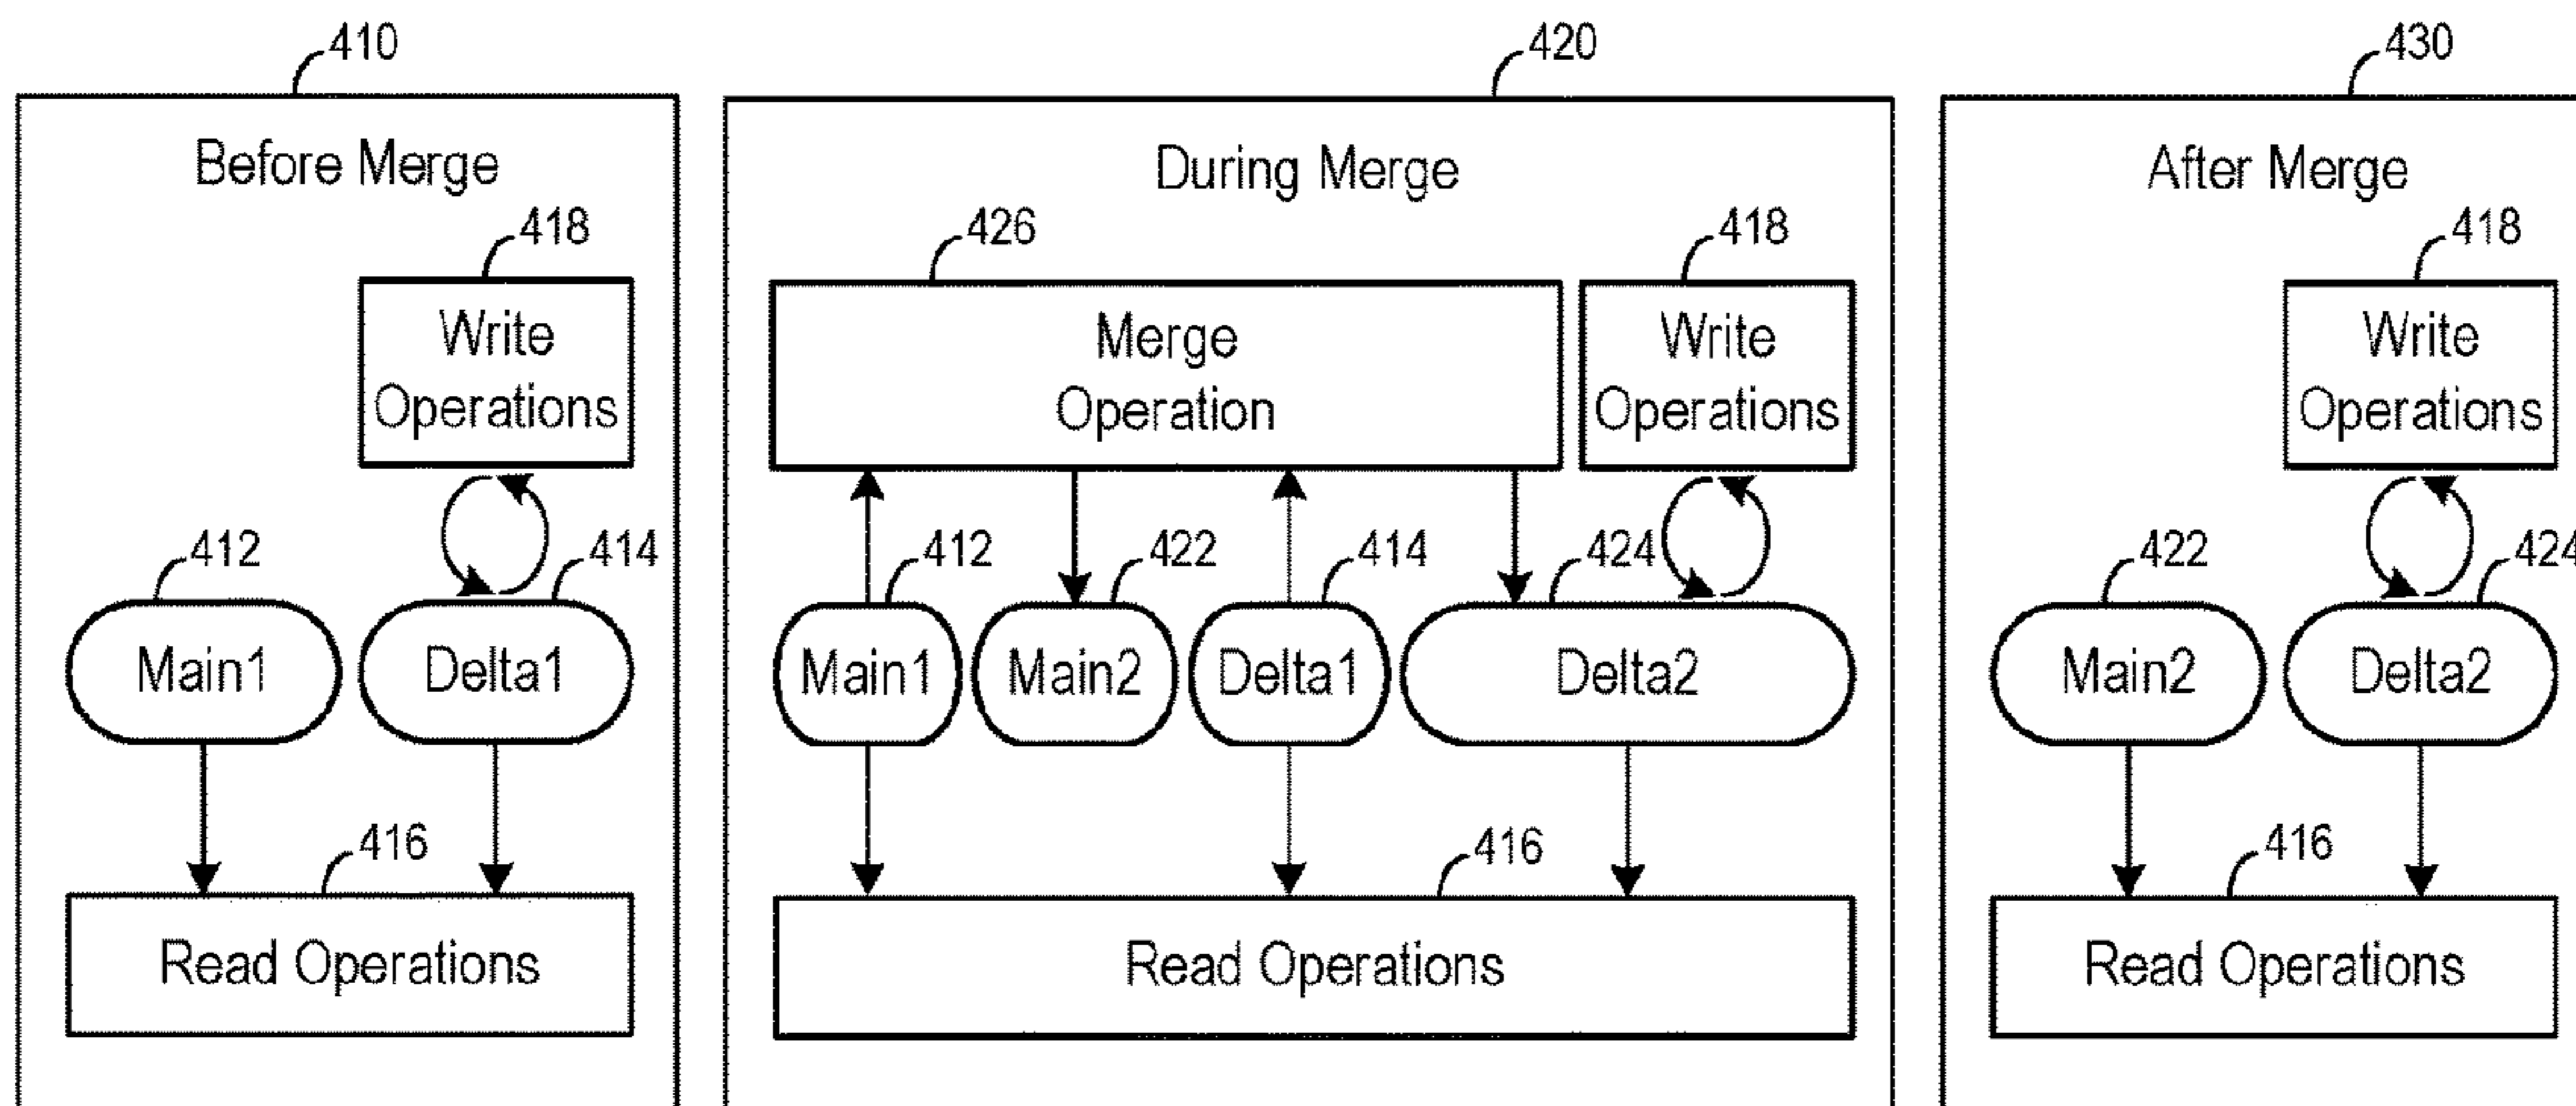 410
420
430
Before Merge
During Merge
After Merge
418
426
418
418
Write
Operations
Merge
Operation
Write
Operations
Write
Operations
412
414
412
422
414
424
422
424
Main1
Delta1
Main1
Main2
Delta1
Delta2
Main2
Delta2
416
416
416
Read Operations
Read Operations
Read Operations